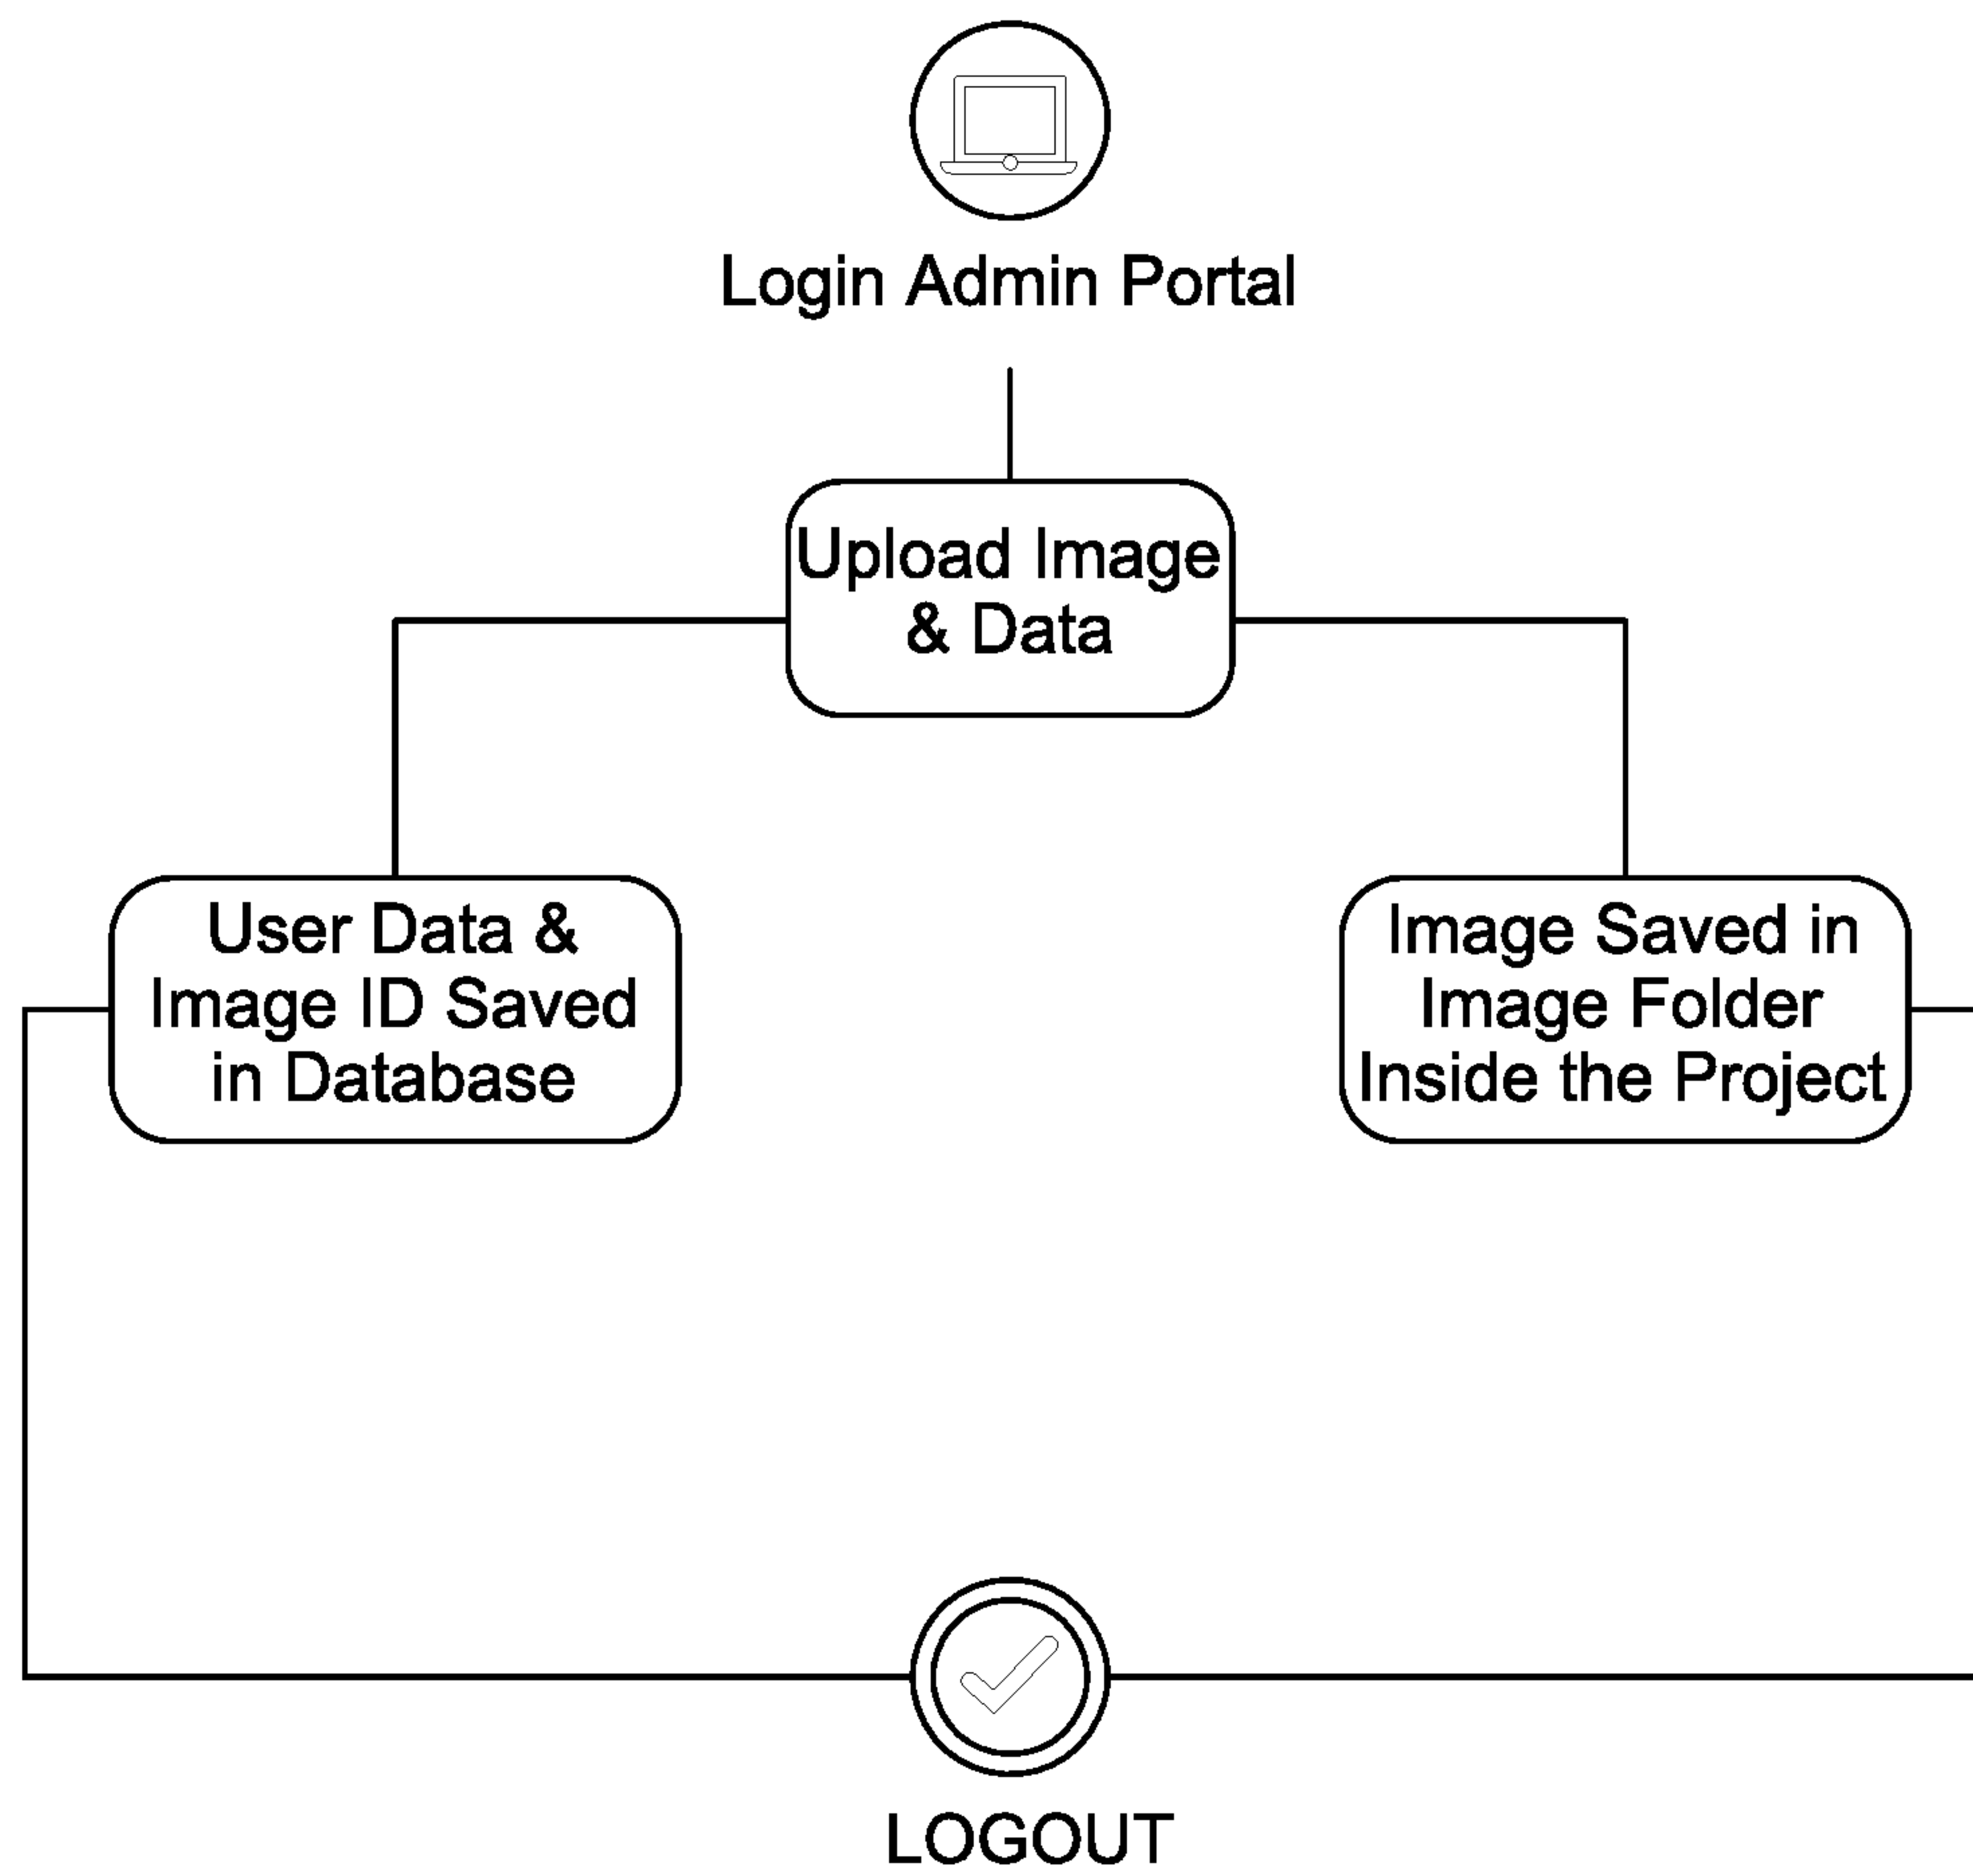 Login Admin Portal
Upload Image
& Data
User Data &
Image ID Saved
in Database
Image Saved in
Image Folder
Inside the Project
LOGOUT